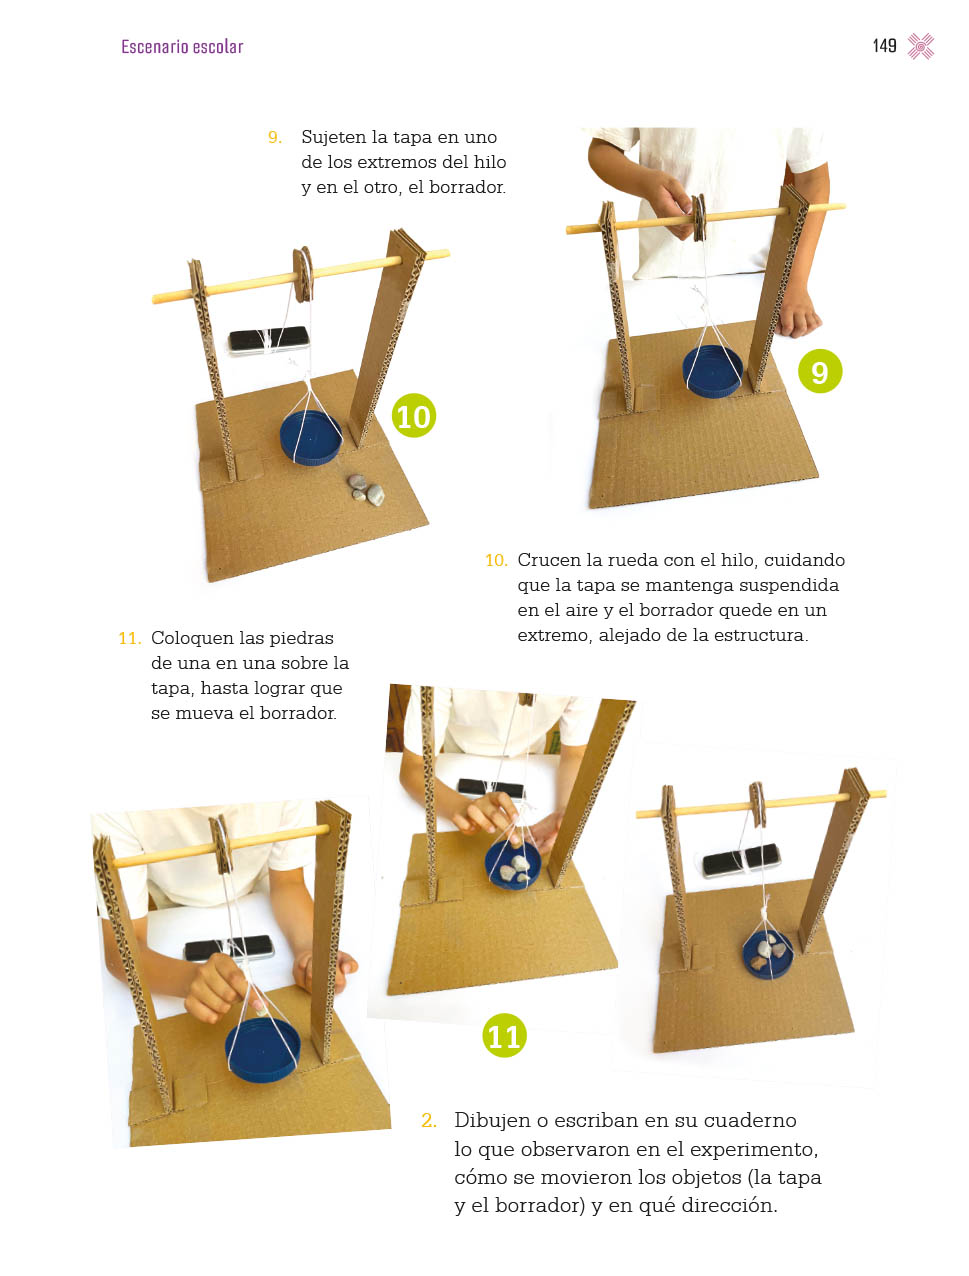 Escenario escolar
149
9. Sujeten la tapa en uno
de los extremos del hilo
y en el otro, el borrador.
10
9
10. Crucen la rueda con el hilo, cuidando
que la tapa se mantenga suspendida
en el aire y el borrador quede en un
extremo, alejado de la estructura.
11. Coloquen las piedras
de una en una sobre la
tapa, hasta lograr que
se mueva el borrador.
11
2. Dibujen o escriban en su cuaderno
lo que observaron en el experimento,
cómo se movieron los objetos (la tapa
y el borrador) y en qué dirección.